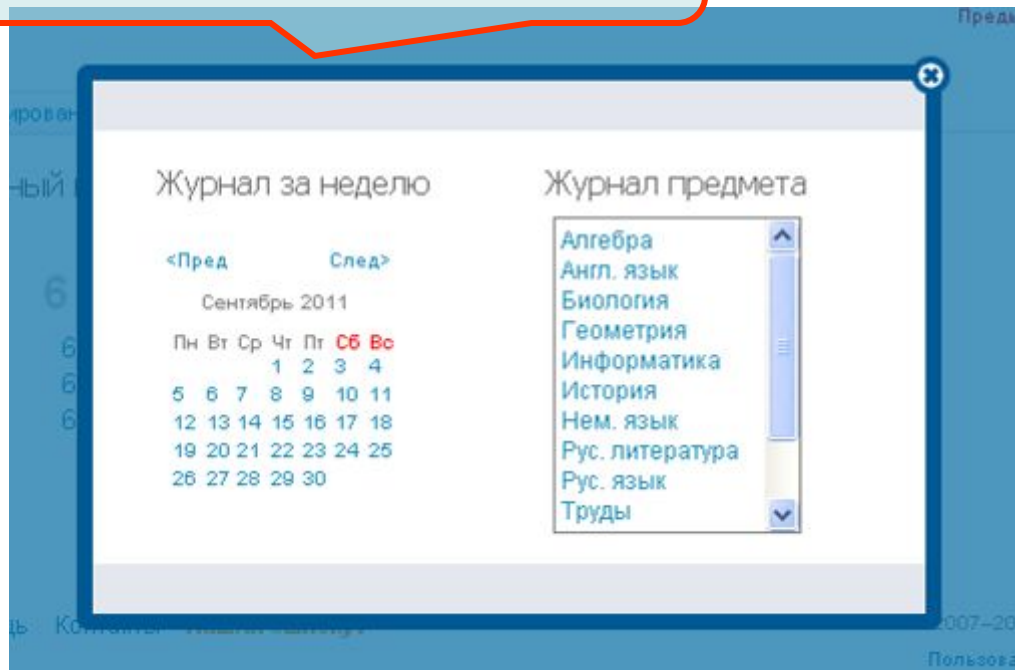 Журнал за неделю
<Пред След>
Сентябрь 2011
Пн Вт Ср Чт Пт Сб Вс
1 2 3 4
5 6 7 8 9 10 11
12 13 14 15 16 17 18
19 20 21 22 23 24 25
26 27 28 29 30
Журнал предмета
Алгебра
Англ. язык
Биология
Геометрия
Информатика
История
Нем. язык
Рус. литература
Рус. язык
Труды